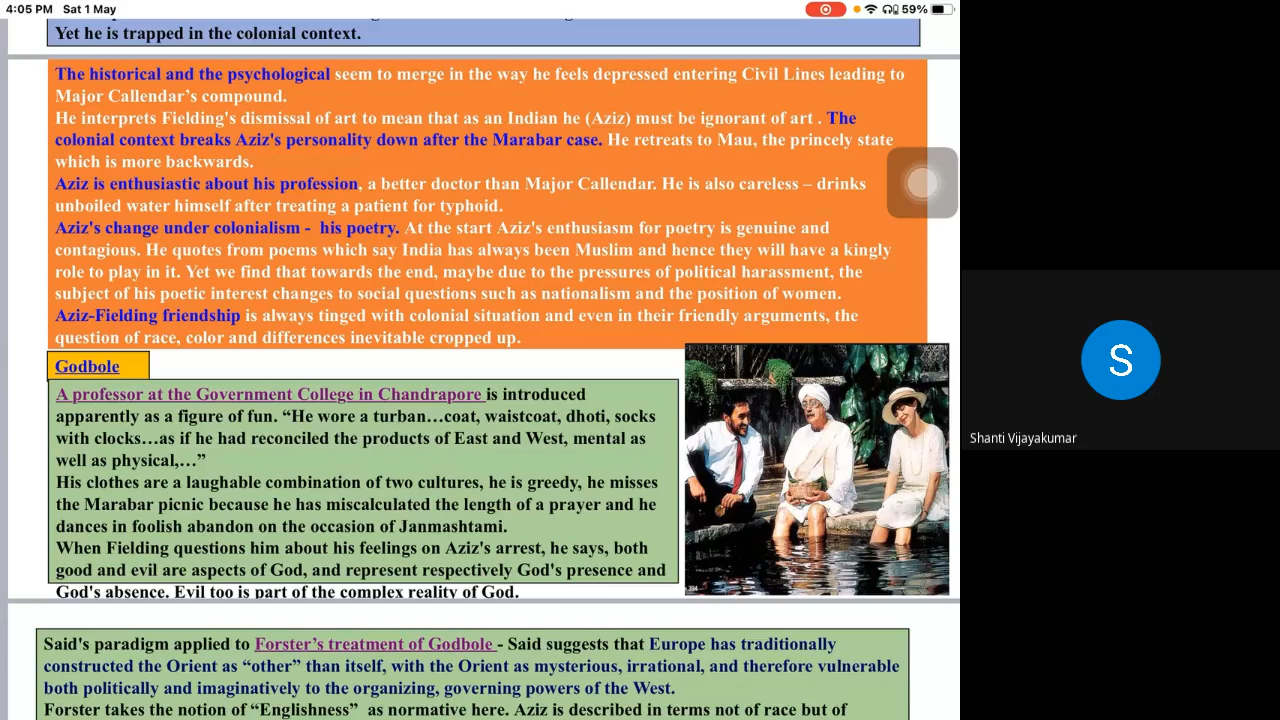 4:05 PM Sat 1 May
59%
Yet he is trapped in the colonial context.
The historical and the psychological seem to merge in the way he feels depressed entering Civil Lines leading to
Major Callendar’s compound.
He interprets Fielding's dismissal of art to mean that as an Indian he (Aziz) must be ignorant of art . The
colonial context breaks Aziz's personality down after the Marabar case. He retreats to Mau, the princely state
which is more backwards.
Aziz is enthusiastic about his profession, a better doctor than Major Callendar. He is also careless – drinks
unboiled water himself after treating a patient for typhoid.
Aziz's change under colonialism - his poetry. At the start Aziz's enthusiasm for poetry is genuine and
contagious. He quotes from poems which say India has always been Muslim and hence they will have a kingly
role to play in it. Yet we find that towards the end, maybe due to the pressures of political harassment, the
subject of his poetic interest changes to social questions such as nationalism and the position of women.
Aziz-Fielding friendship is always tinged with colonial situation and even in their friendly arguments, the
question of race, color and differences inevitable cropped up.
Godbole
A professor at the Government College in Chandrapore is introduced
apparently as a figure of fun. “He wore a turban…coat, waistcoat, dhoti, socks
with clocks…as if he had reconciled the products of East and West, mental as
well as physical,…”
His clothes are a laughable combination of two cultures, he is greedy, he misses
the Marabar picnic because he has miscalculated the length of a prayer and he
dances in foolish abandon on the occasion of Janmashtami.
When Fielding questions him about his feelings on Aziz's arrest, he says, both
good and evil are aspects of God, and represent respectively God's presence and
God's absence. Evil too is part of the complex reality of God.
Said's paradigm applied to Forster’s treatment of Godbole - Said suggests that Europe has traditionally
constructed the Orient as “other” than itself, with the Orient as mysterious, irrational, and therefore vulnerable
both politically and imaginatively to the organizing, governing powers of the West.
Forster takes the notion of “Englishness” as normative here. Aziz is described in terms not of race but of
S
Shanti Vijayakumar